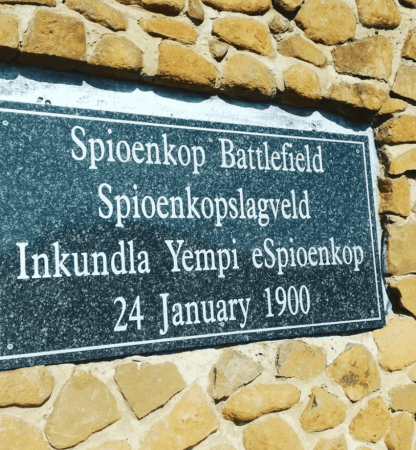 Spioenkop Battlefield
Spioenkopslagveld
Inkundla Yempi eSpioenkop
24 January 1900